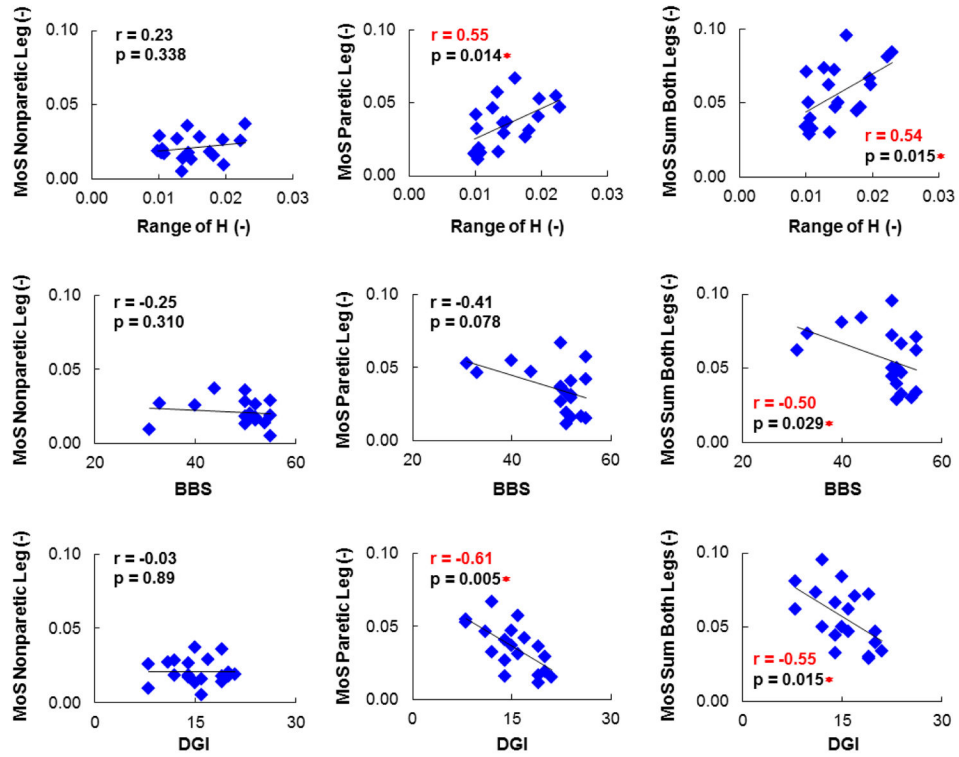 MoS Nonparetic Leg (-)
0.10
0.05
0.00
r = 0.23
p = 0.338
0.00 0.01 0.02 0.03
Range of H (-)
MoS Paretic Leg (-)
0.10
0.05
0.00
r = 0.55
p = 0.014*
0.00 0.01 0.02 0.03
Range of H (-)
MoS Sum Both Legs (-)
0.10
0.05
0.00
r = 0.54
p = 0.015*
0.00 0.01 0.02 0.03
Range of H (-)
MoS Nonparetic Leg (-)
0.10
0.05
0.00
r = -0.25
p = 0.310
20 40 60
BBS
MoS Paretic Leg (-)
0.10
0.05
0.00
r = -0.41
p = 0.078
20 40 60
BBS
MoS Sum Both Legs (-)
0.10
0.05
0.00
r = -0.50
p = 0.029*
20 40 60
BBS
MoS Nonparetic Leg (-)
0.10
0.05
0.00
r = -0.03
p = 0.89
0 15 30
DGI
MoS Paretic Leg (-)
0.10
0.05
0.00
r = -0.61
p = 0.005*
0 15 30
DGI
MoS Sum Both Legs (-)
0.10
0.05
0.00
r = -0.55
p = 0.015*
0 15 30
DGI